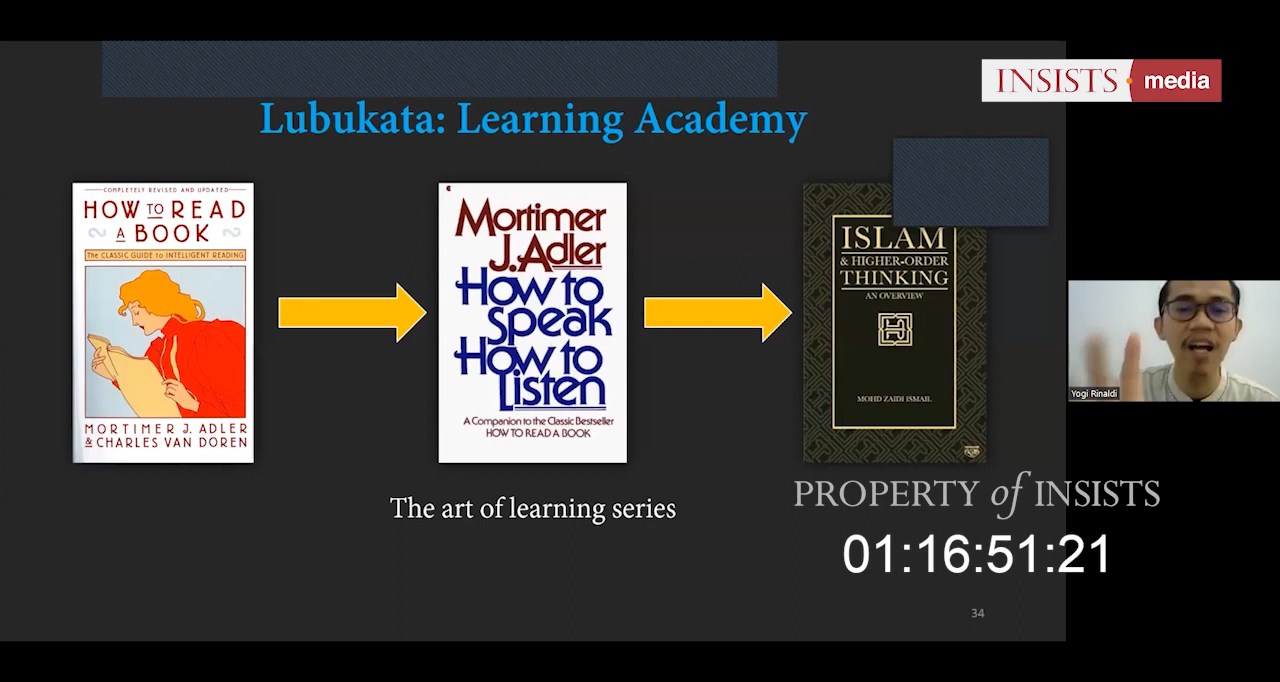 INSISTS media
Lubukata: Learning Academy
COMPLETELY REVISED AND UPDATED
HOW TO READ
A BOOK
The CLASSIC GUIDE to INTELLIGENT READING
MORTIMER J. ADLER
& CHARLES VAN DOREN
Mortimer
J. Adler
How to
Speak
How to
Listen
A Companion to the Classic Bestseller
HOW TO READ A BOOK
ISLAM
& HIGHER-ORDER
THINKING
AN OVERVIEW
MOHD ZAIDI ISMAIL
Yogi Rinaldi
The art of learning series
PROPERTY of INSISTS
01:16:51:21
34